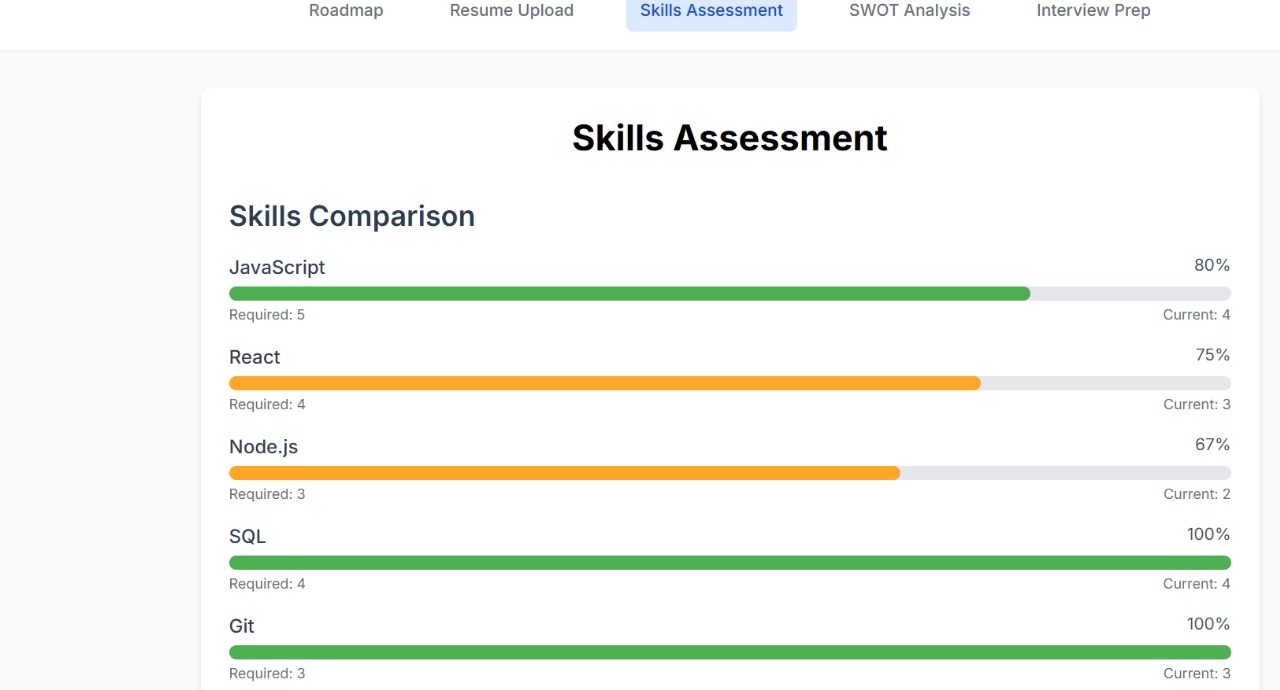 Roadmap Resume Upload Skills Assessment SWOT Analysis Interview Prep
Skills Assessment
Skills Comparison
JavaScript 80%
Required: 5 Current: 4
React 75%
Required: 4 Current: 3
Node.js 67%
Required: 3 Current: 2
SQL 100%
Required: 4 Current: 4
Git 100%
Required: 3 Current: 3